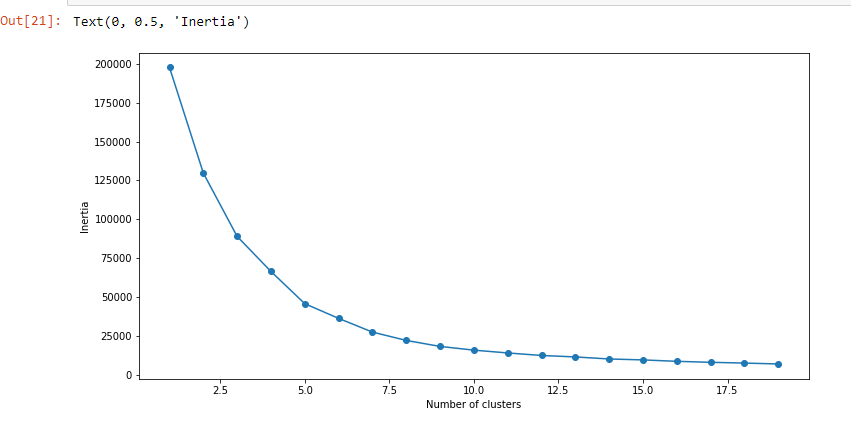 Out[21]: Text(0, 0.5, 'Inertia')
200000
175000
150000
125000
100000
75000
50000
25000
0
Inertia
2.5 5.0 7.5 10.0 12.5 15.0 17.5
Number of clusters